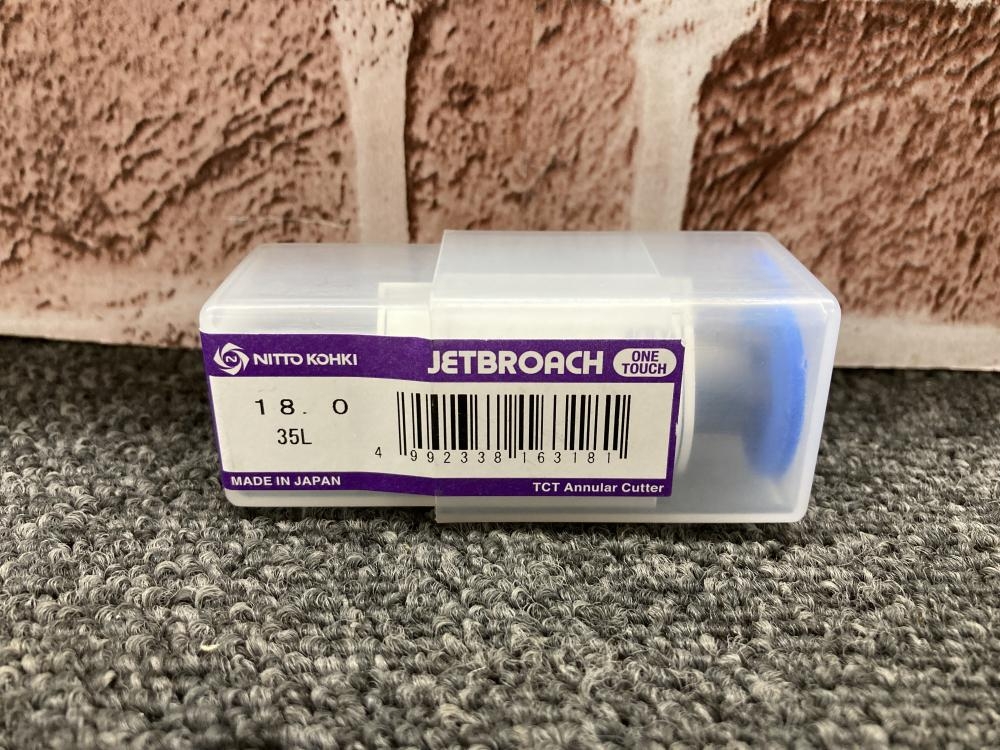 NITTO KOHKI
JETBROACH ONE TOUCH
18.0
35L
4 992338 163181
MADE IN JAPAN
TCT Annular Cutter